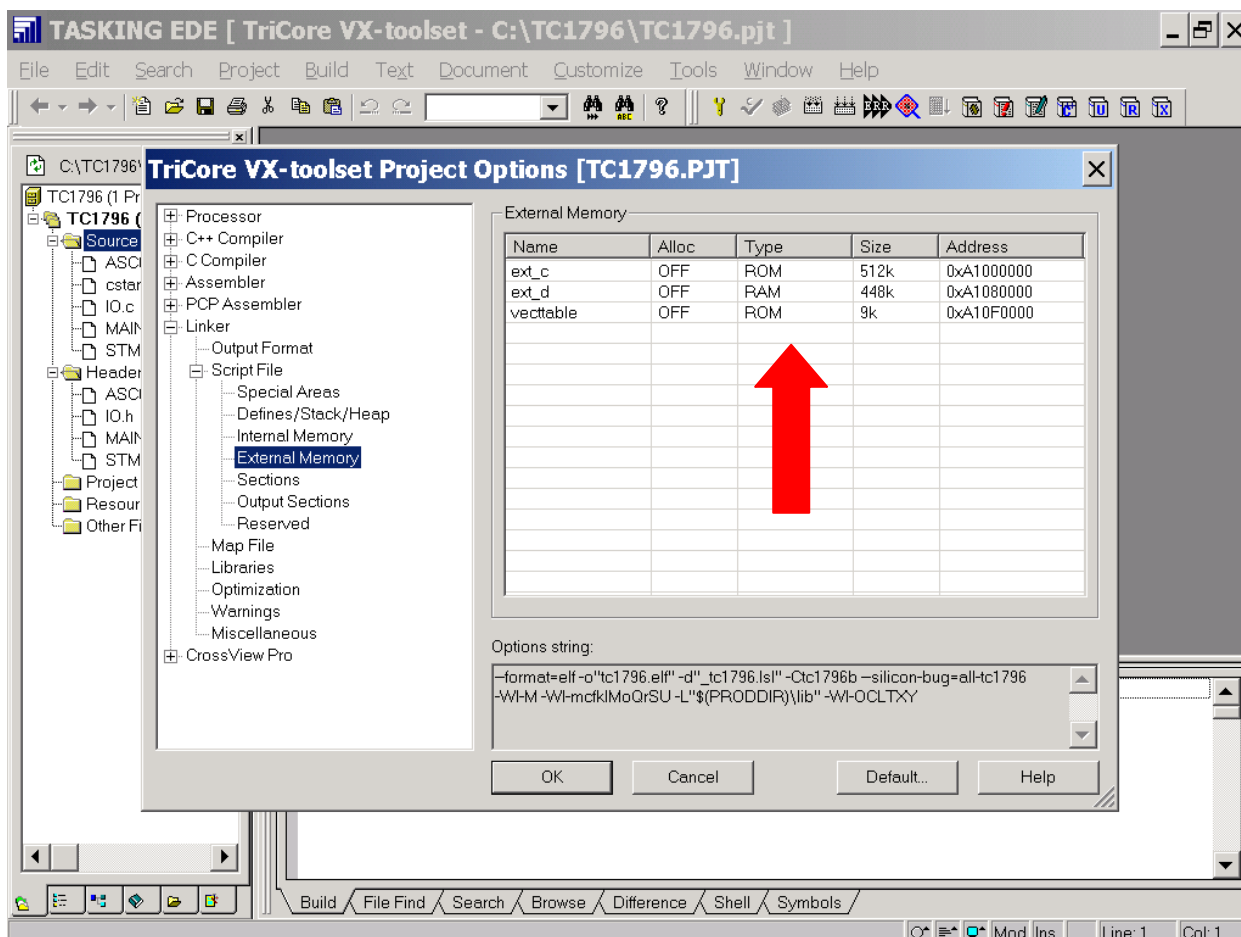 TASKING EDE [ TriCore VX-toolset - C:\TC1796\TC1796.pjt ]
File Edit Search Project Build Text Document Customize Tools Window Help
C:\TC1796\
TC1796 (1 Pr
TC1796 (
Source
ASCI
cstar
IO.c
MAIN
STM
Header
ASCI
IO.h
MAIN
STM
Project
Resour
Other Fi
TriCore VX-toolset Project Options [TC1796.PJT]
Processor
C++ Compiler
C Compiler
Assembler
PCP Assembler
Linker
Output Format
Script File
Special Areas
Defines/Stack/Heap
Internal Memory
External Memory
Sections
Output Sections
Reserved
Map File
Libraries
Optimization
Warnings
Miscellaneous
CrossView Pro
External Memory
Name Alloc Type Size Address
ext_c OFF ROM 512k 0xA1000000
ext_d OFF RAM 448k 0xA1080000
vecttable OFF ROM 9k 0xA10F0000
Options string:
--format=elf -o"tc1796.elf" -d"_tc1796.lsl" -Ctc1796b --silicon-bug=all-tc1796
-Wl-M -Wl-mcfklMoQrSU -L"$(PRODDIR)\lib" -Wl-OCLTXY
OK Cancel Default... Help
Build File Find Search Browse Difference Shell Symbols
Mod Ins Line: 1 Col: 1